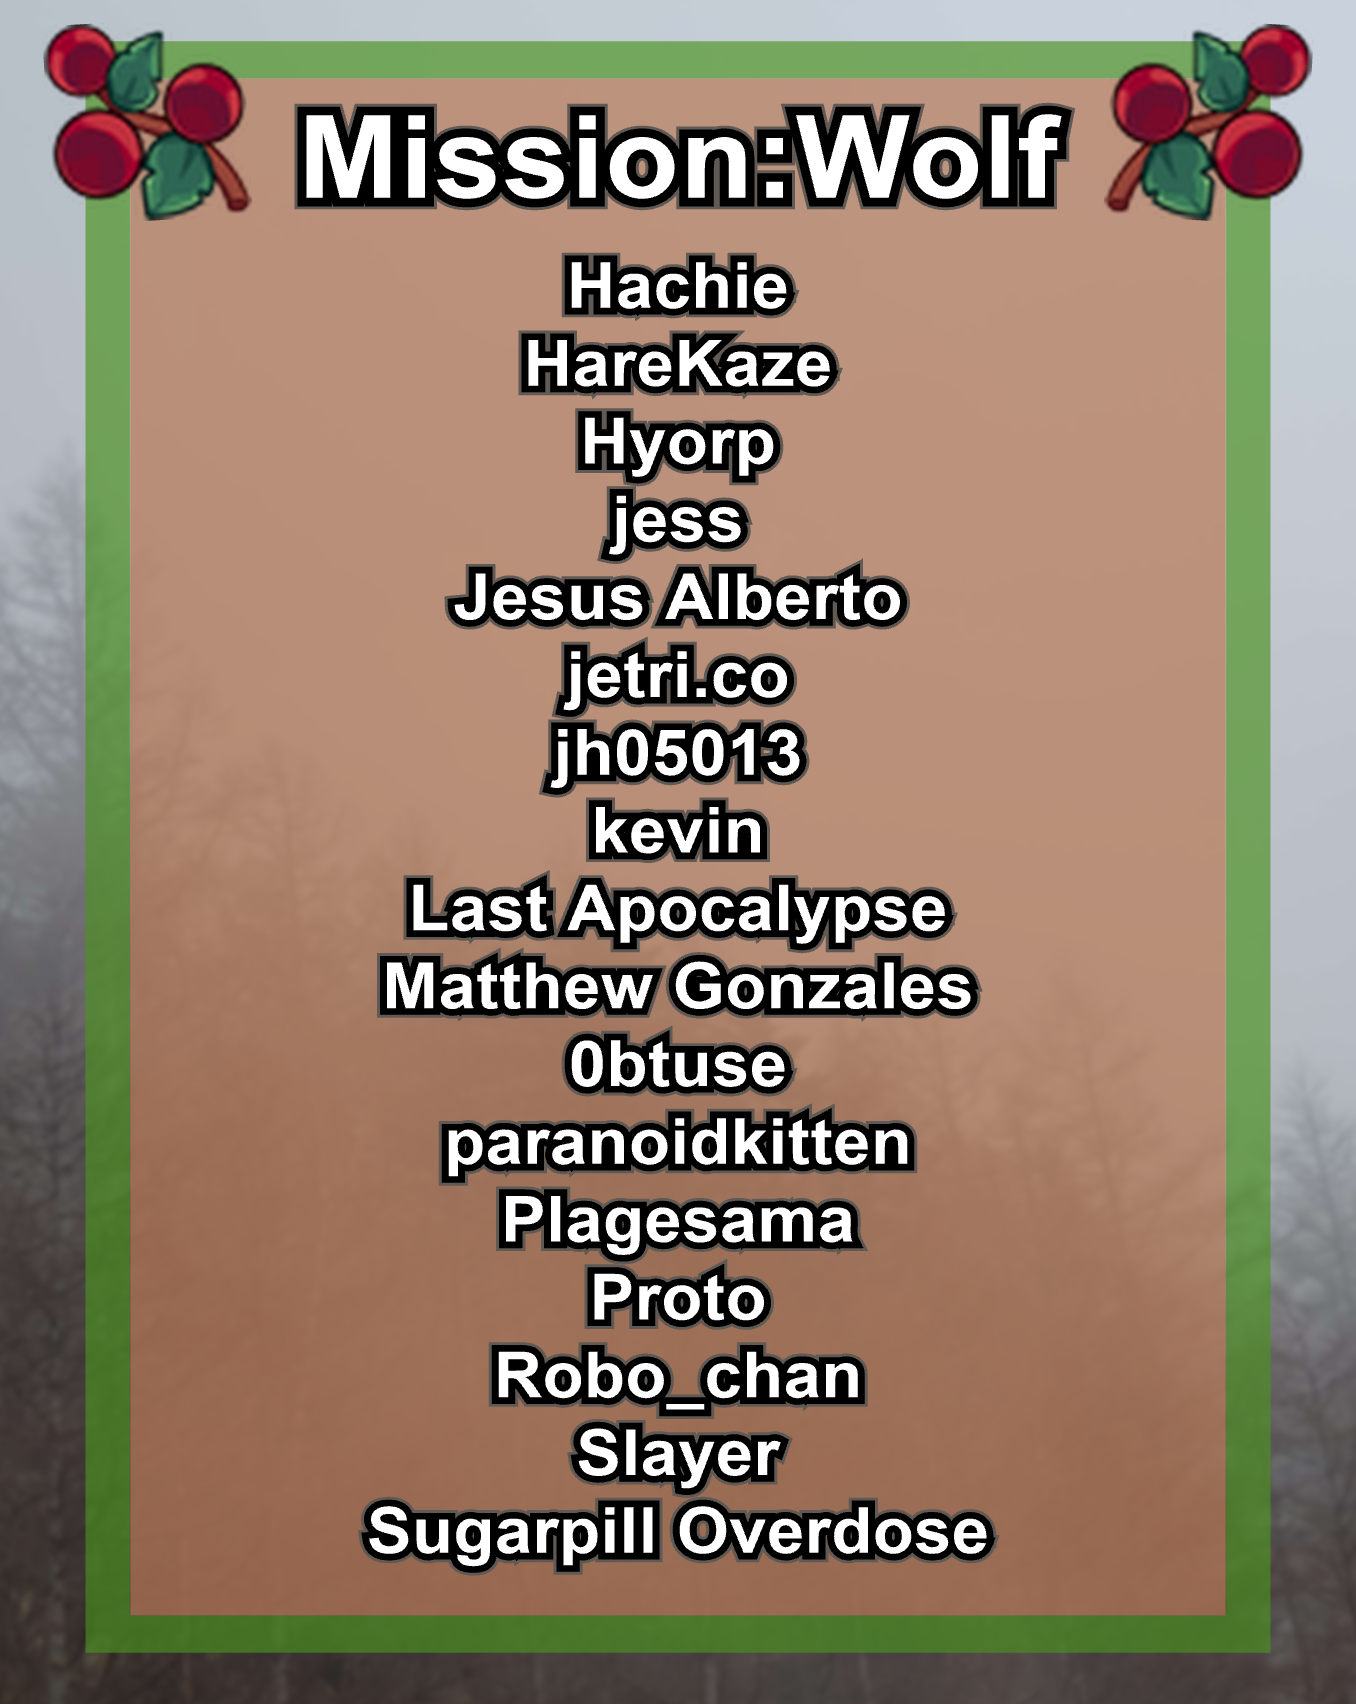 Mission:Wolf
Hachie
HareKaze
Hyorp
jess
Jesus Alberto
jetri.co
jh05013
kevin
Last Apocalypse
Matthew Gonzales
0btuse
paranoidkitten
Plagesama
Proto
Robo_chan
Slayer
Sugarpill Overdose